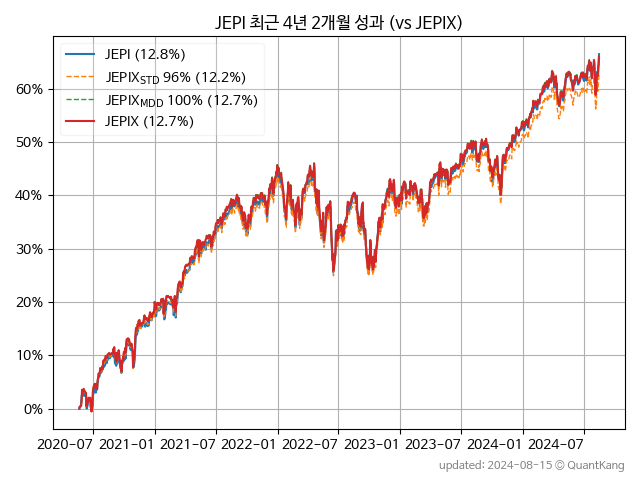 JEPI 최근 4년 2개월 성과 (vs JEPIX)
JEPI (12.8%)
JEPIX_STD 96% (12.2%)
JEPIX_MDD 100% (12.7%)
JEPIX (12.7%)
60%
50%
40%
30%
20%
10%
0%
2020-07 2021-01 2021-07 2022-01 2022-07 2023-01 2023-07 2024-01 2024-07
updated: 2024-08-15 © QuantKang